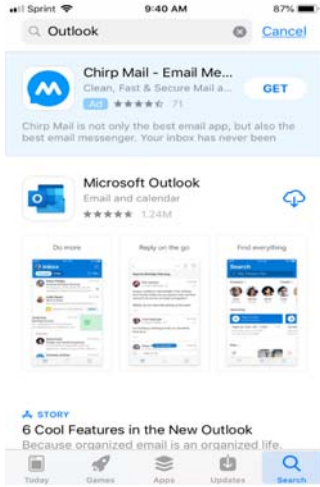 Sprint 9:40 AM 87%
Outlook Cancel
Chirp Mail - Email Me...
Clean, Fast & Secure Mail a...
GET
Ad 71
Chirp Mail is not only the best email app, but also the
best email messenger. Your inbox has never been
Microsoft Outlook
Email and calendar
1.24M
Do more
Reply on the go
Find everything
Inbox
Search
STORY
6 Cool Features in the New Outlook
Because organized email is an organized life.
Today Games Apps Updates Search